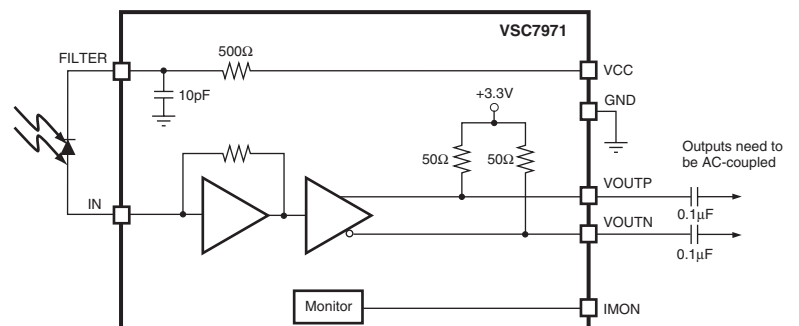 VSC7971
FILTER
500Ω
VCC
10pF
+3.3V
GND
50Ω
50Ω
Outputs need to
be AC-coupled
IN
VOUTP
0.1µF
VOUTN
0.1µF
Monitor
IMON